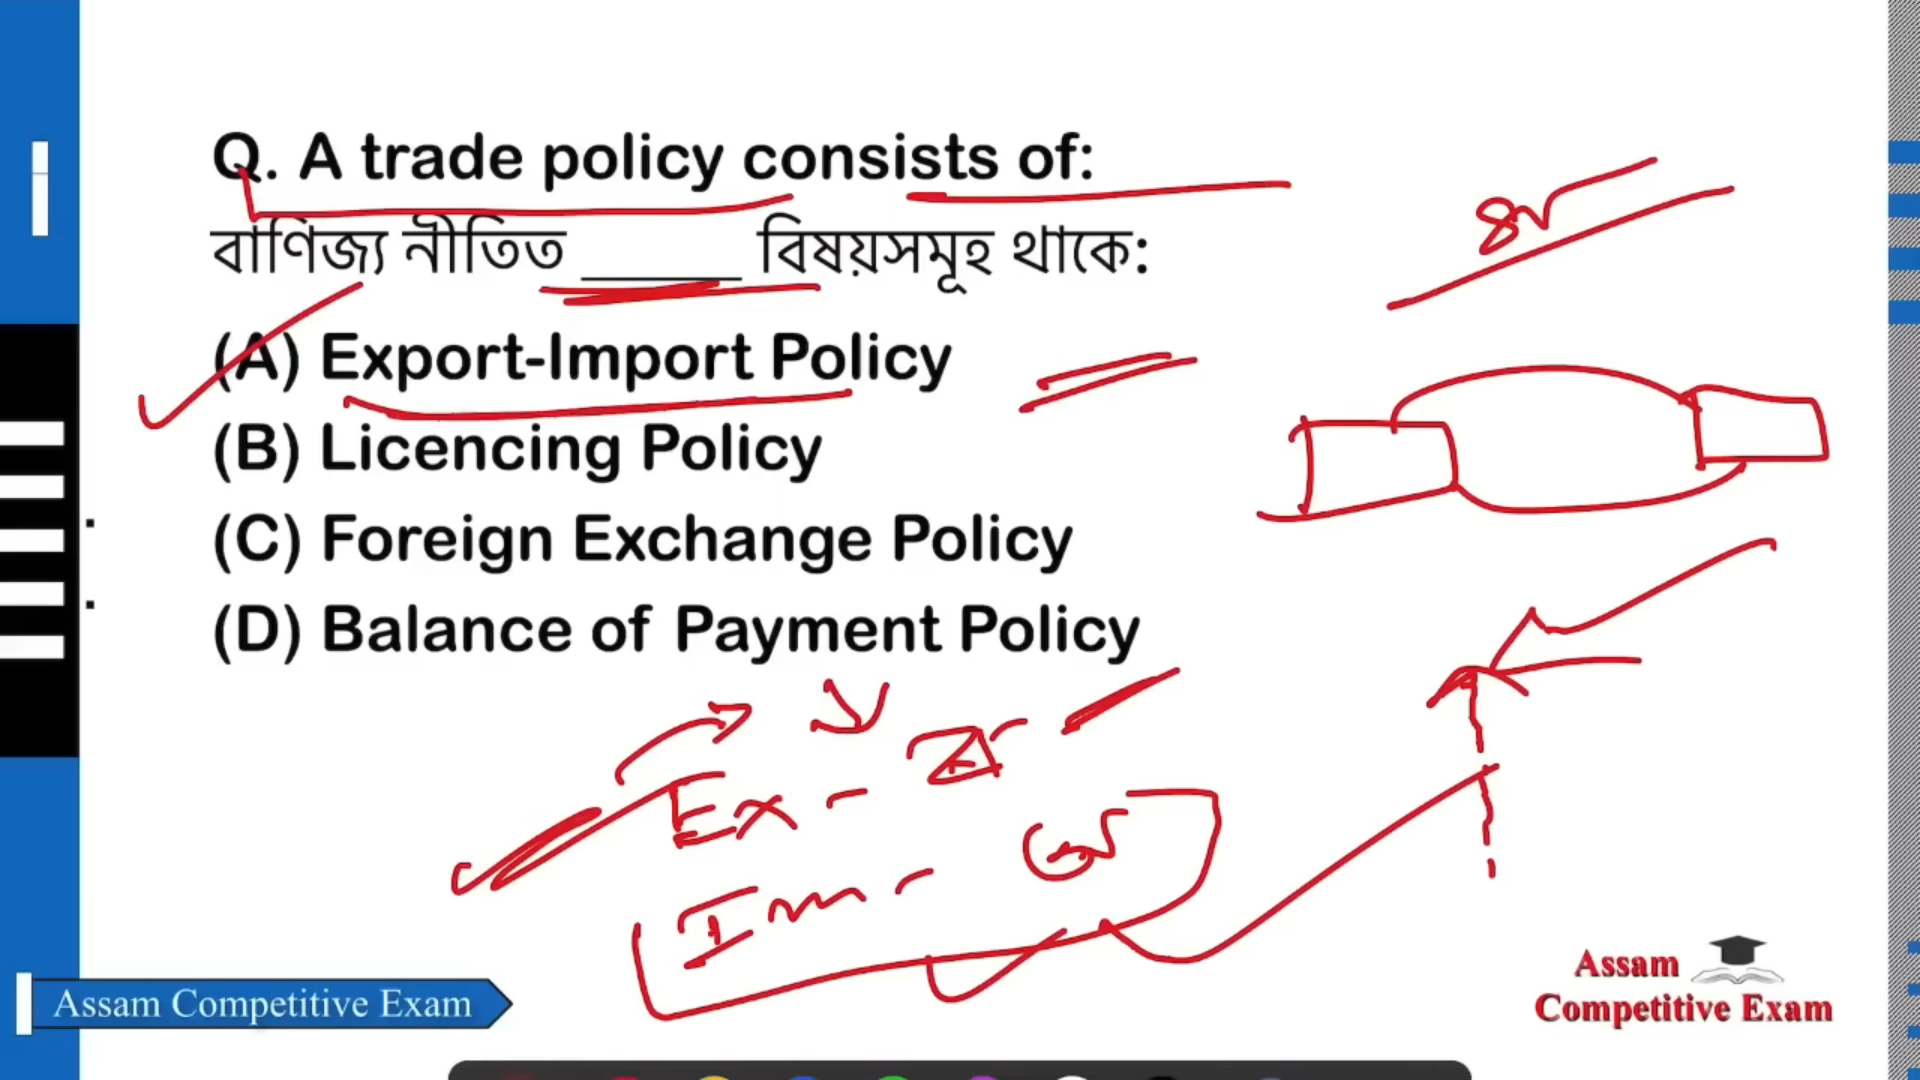 Q. A trade policy consists of:
বাণিজ্য নীতিত ______ বিষয়সমূহ থাকে:
(A) Export-Import Policy
(B) Licencing Policy
(C) Foreign Exchange Policy
(D) Balance of Payment Policy
Ex -
Im -
Assam Competitive Exam
Assam
Competitive Exam